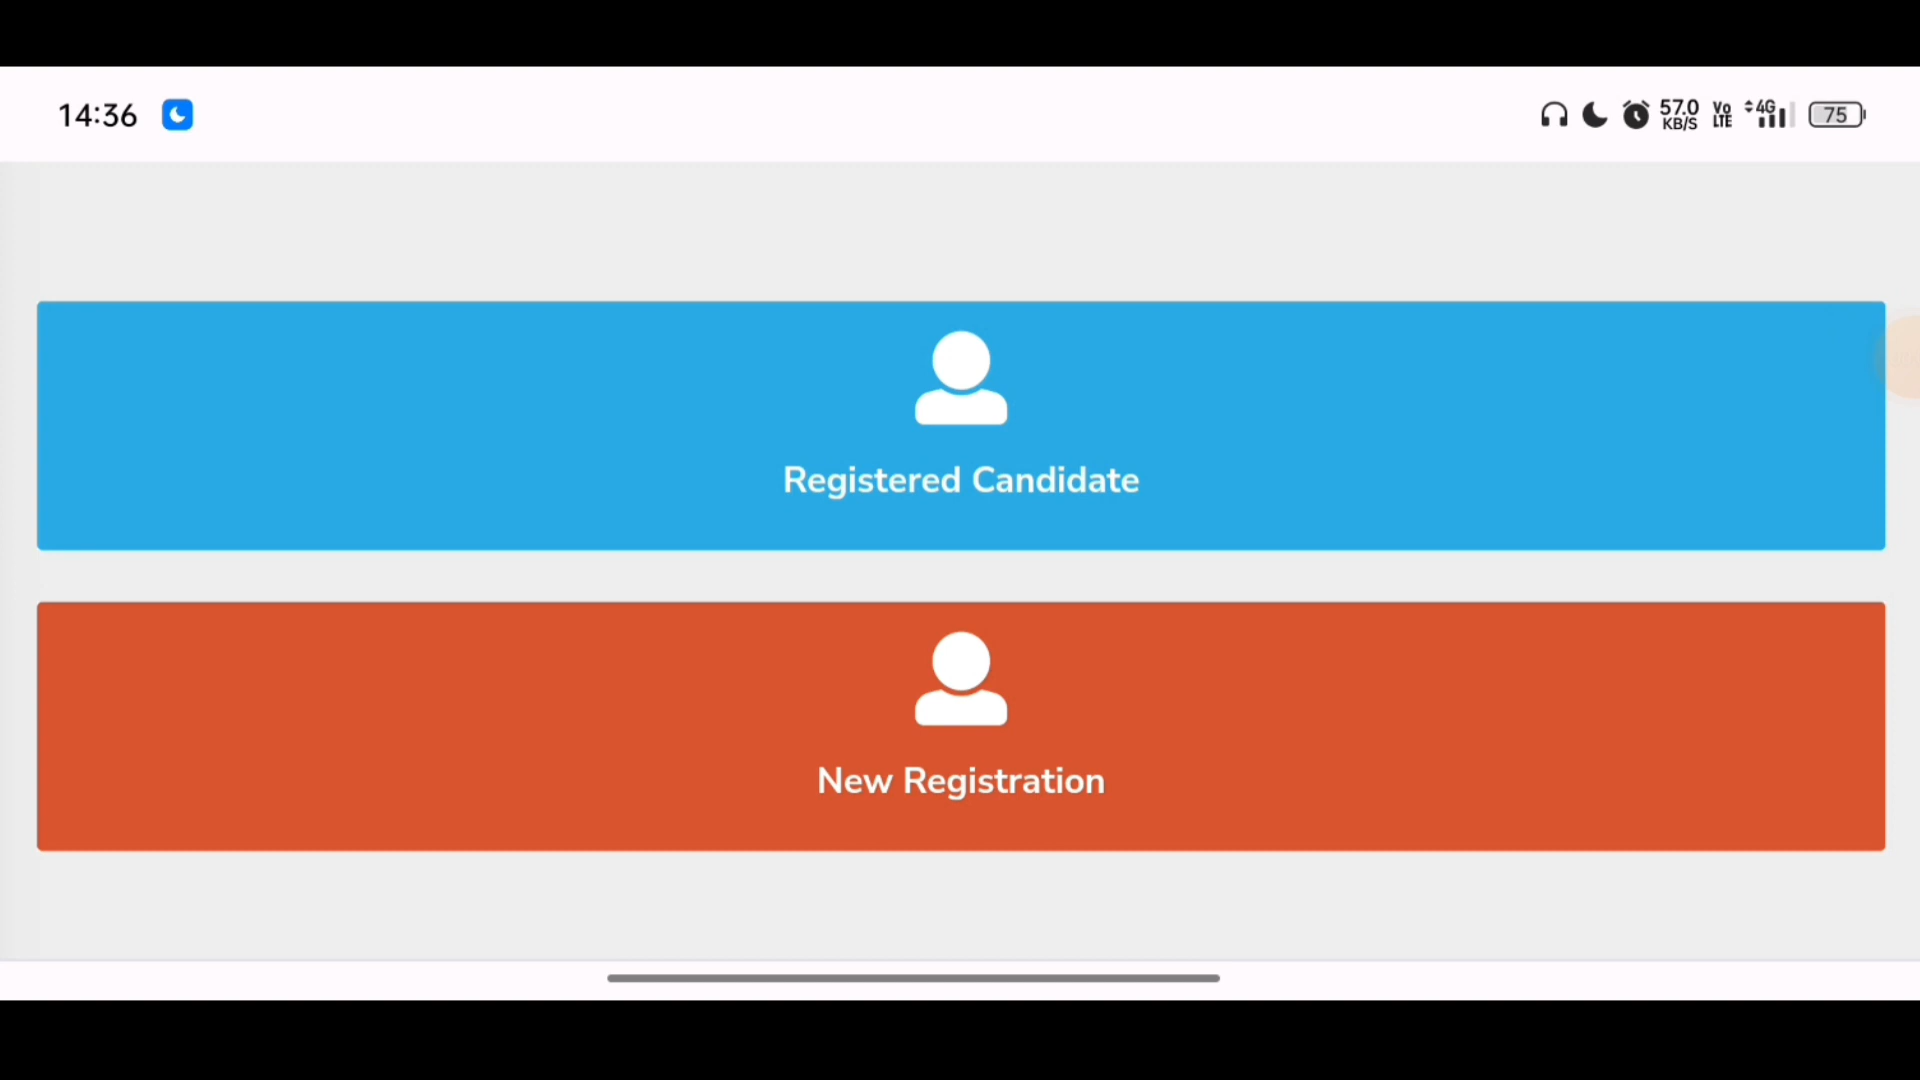 14:36
57.0
KB/S
Vo
LTE
4G
75
Registered Candidate
New Registration